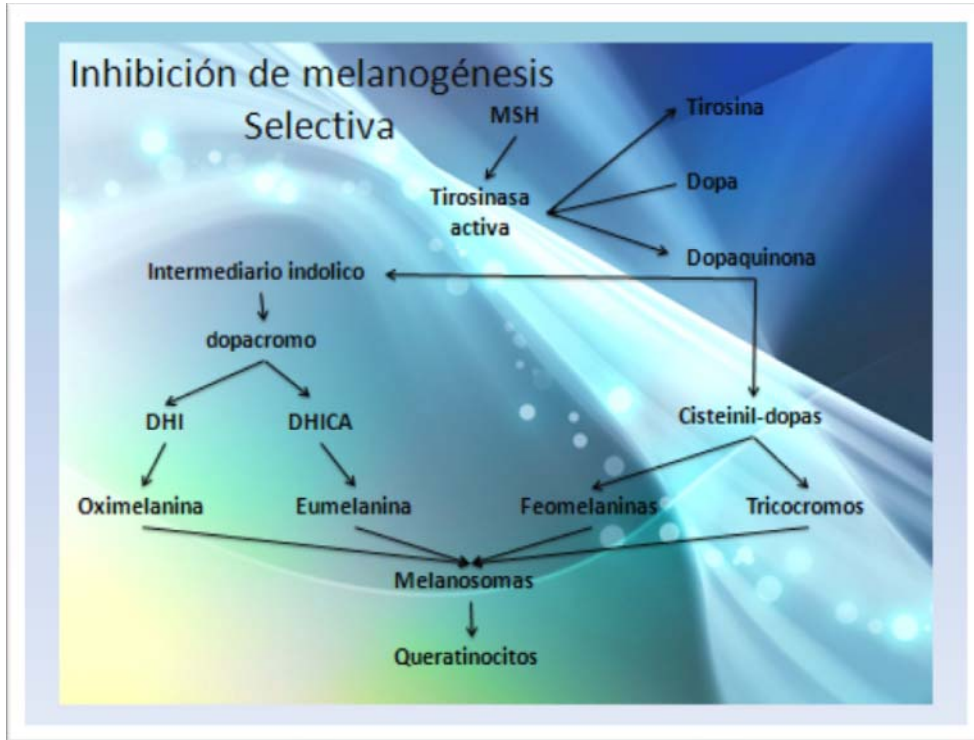 Inhibición de melanogénesis
Selectiva
MSH
Tirosina
Tirosinasa
activa
Dopa
Dopaquinona
Intermediario indolico
dopacromo
DHI
DHICA
Cisteinil-dopas
Oximelanina
Eumelanina
Feomelaninas
Tricocromos
Melanosomas
Queratinocitos